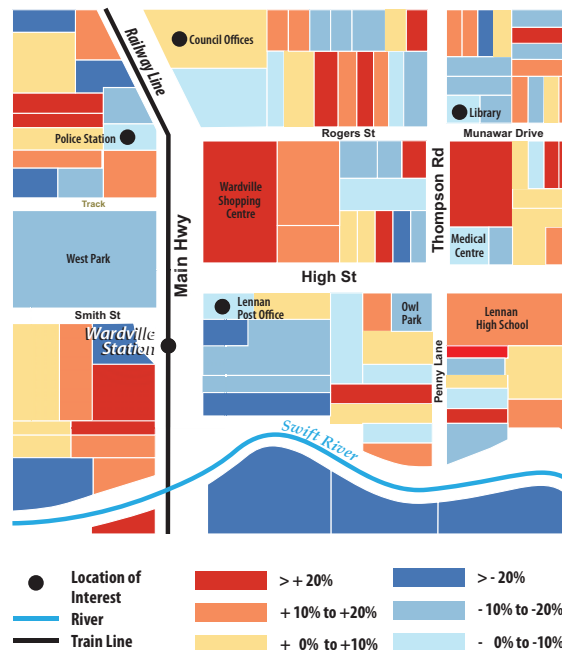 Railway Line
Council Offices
Library
Police Station
Rogers St
Munawar Drive
Track
Wardville
Shopping
Centre
Thompson Rd
Main Hwy
West Park
Medical
Centre
High St
Smith St
Lennan
Post Office
Owl
Park
Lennan
High School
Wardville
Station
Penny Lane
Swift River
Location of
Interest
River
Train Line
> + 20%
+ 10% to +20%
+ 0% to +10%
> - 20%
- 10% to -20%
- 0% to -10%